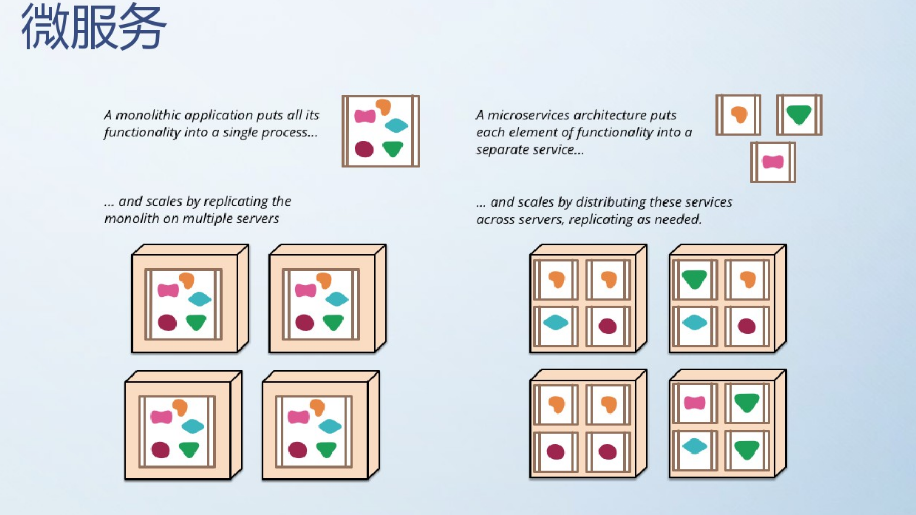 微服务
A monolithic application puts all its
functionality into a single process...
... and scales by replicating the
monolith on multiple servers
A microservices architecture puts
each element of functionality into a
separate service...
... and scales by distributing these services
across servers, replicating as needed.